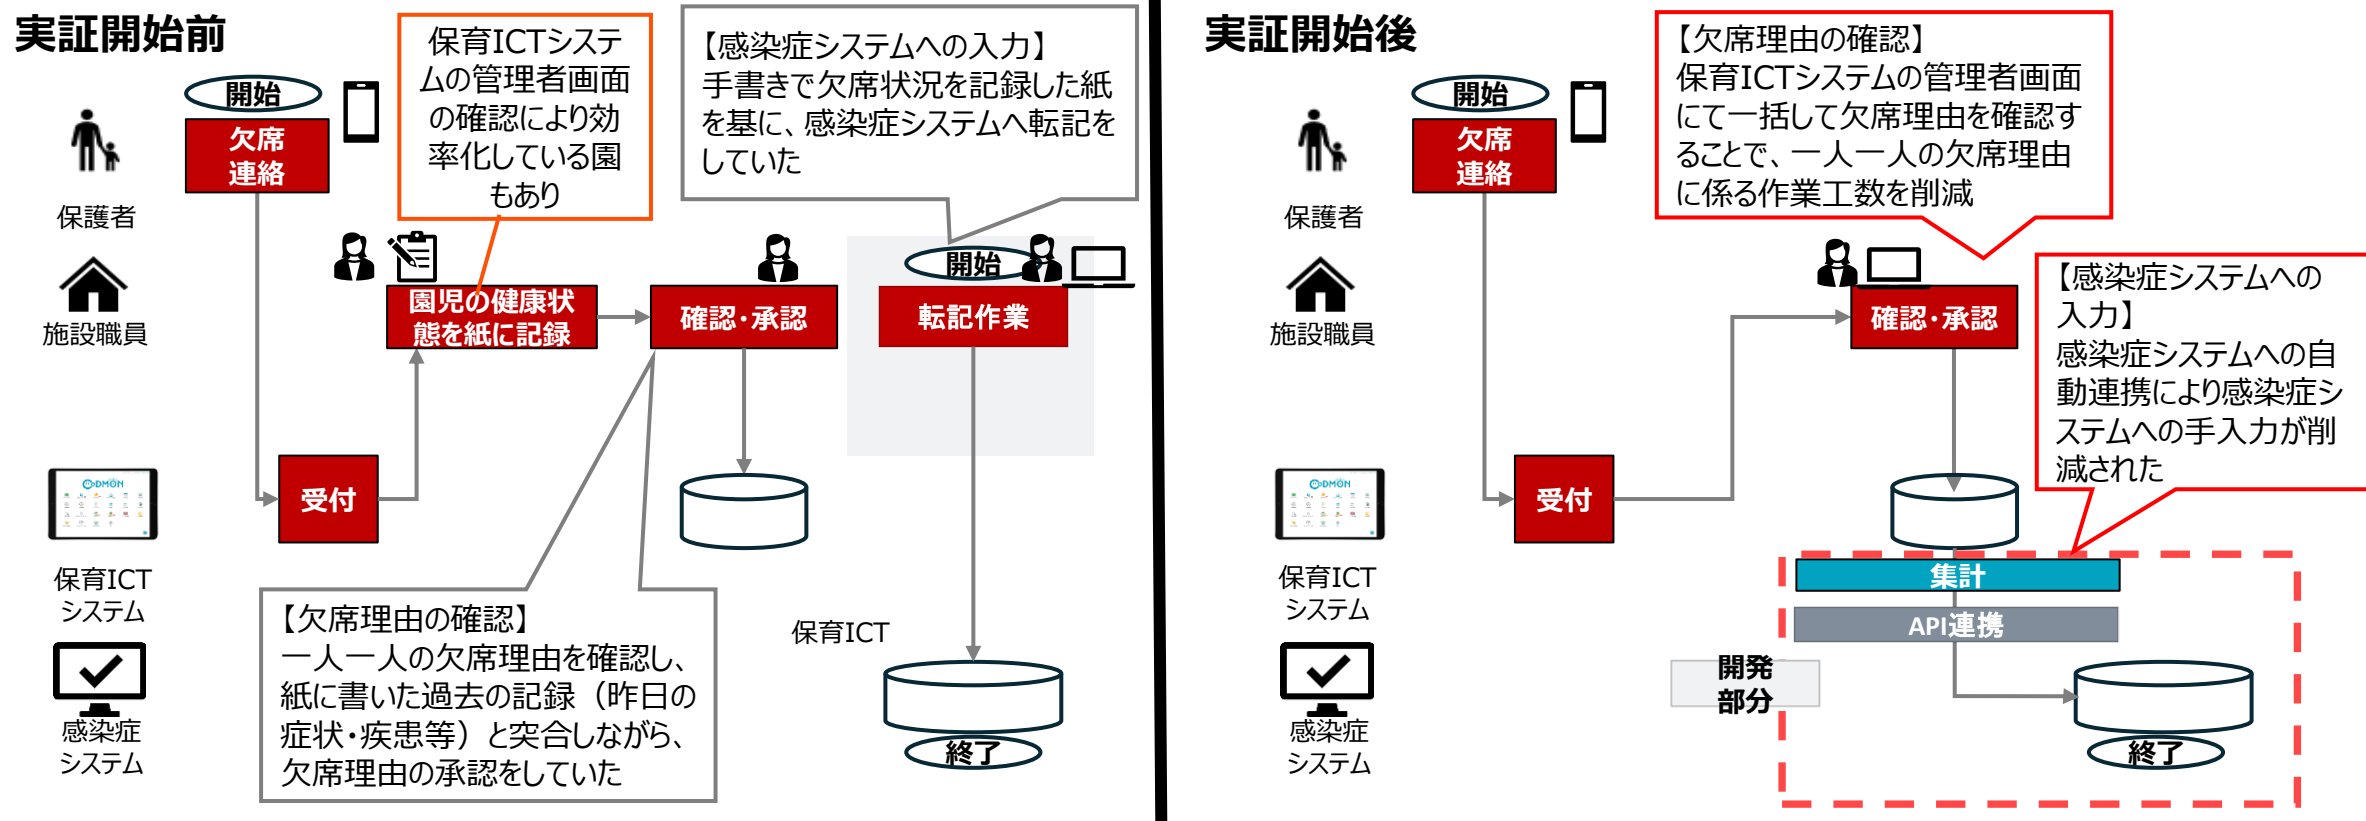 実証開始前
開始
欠席
連絡
保育ICTシステ
ムの管理者画面
の確認により効
率化している園
もあり
【感染症システムへの入力】
手書きで欠席状況を記録した紙
を基に、感染症システムへ転記を
していた
保護者
施設職員
園児の健康状
態を紙に記録
確認・承認
開始
転記作業
CoDMON
受付
保育ICT
システム
感染症
システム
【欠席理由の確認】
一人一人の欠席理由を確認し、
紙に書いた過去の記録（昨日の
症状・疾患等）と突合しながら、
欠席理由の承認をしていた
保育ICT
終了
実証開始後
開始
欠席
連絡
【欠席理由の確認】
保育ICTシステムの管理者画面
にて一括して欠席理由を確認す
ることで、一人一人の欠席理由
に係る作業工数を削減
保護者
施設職員
確認・承認
【感染症システムへの
入力】
感染症システムへの自
動連携により感染症シ
ステムへの手入力が削
減された
CoDMON
受付
保育ICT
システム
感染症
システム
集計
API連携
開発
部分
終了